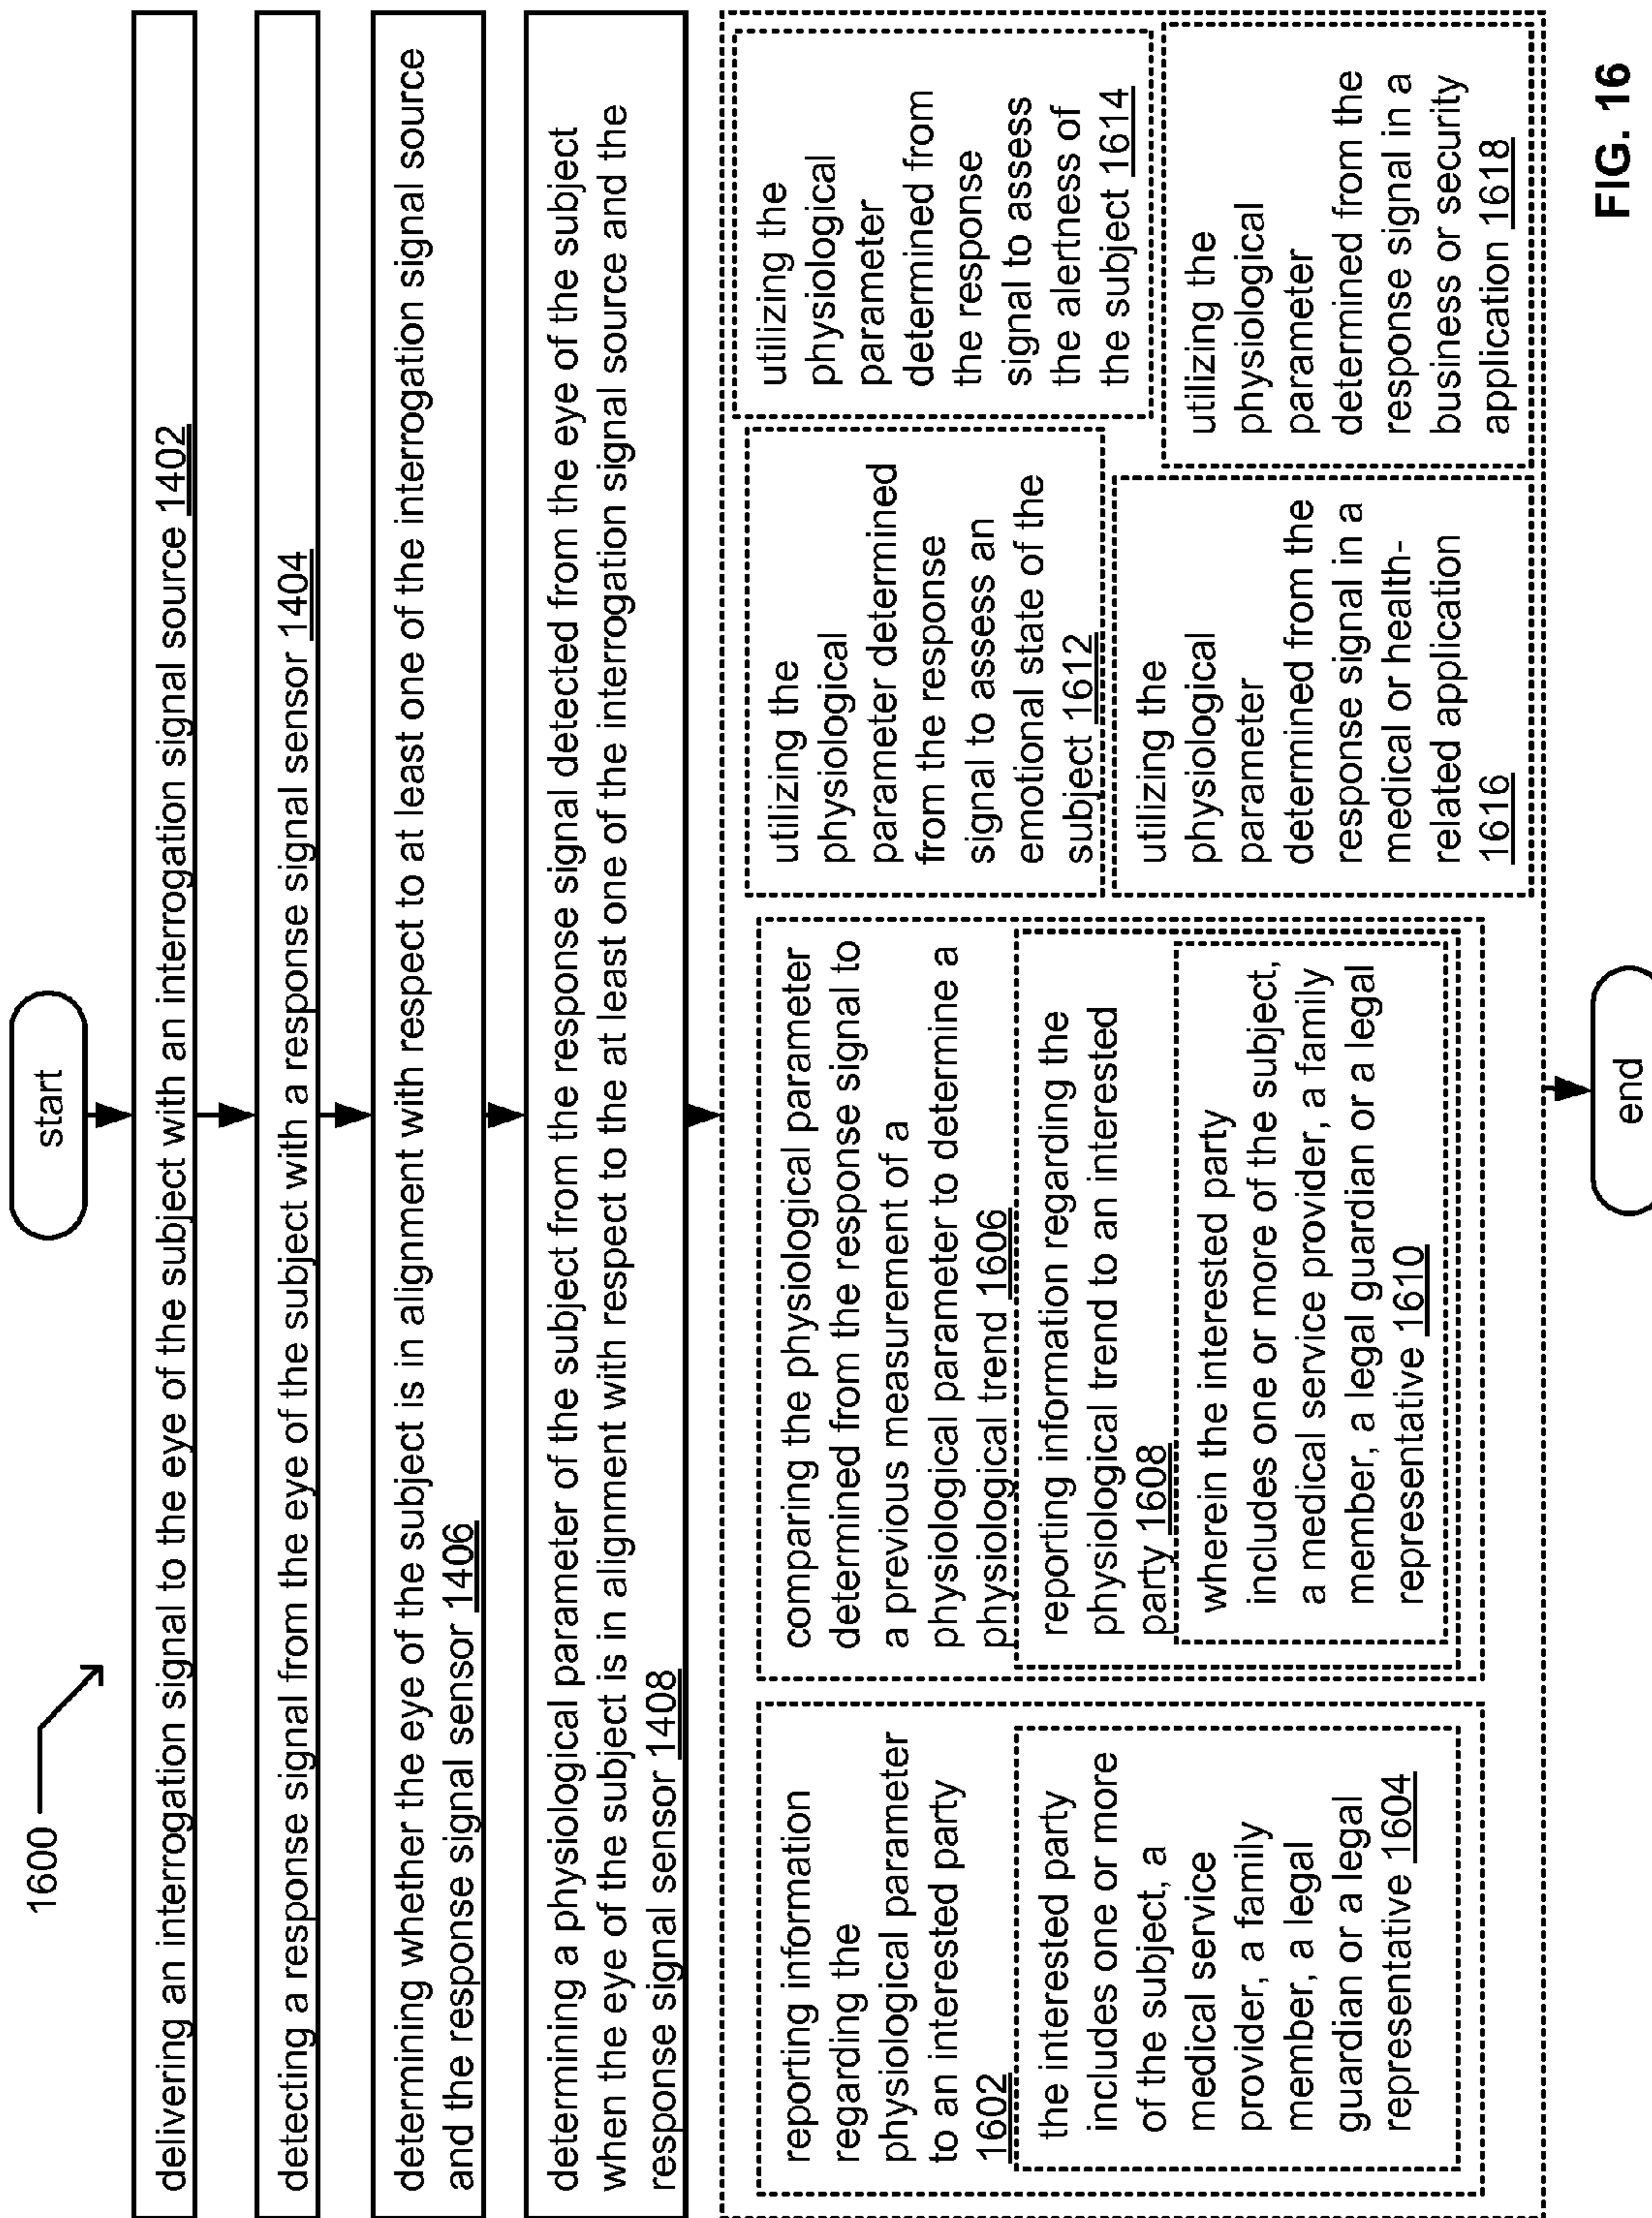 1600
start
delivering an interrogation signal to the eye of the subject with an interrogation signal source 1402
detecting a response signal from the eye of the subject with a response signal sensor 1404
determining whether the eye of the subject is in alignment with respect to at least one of the interrogation signal source
and the response signal sensor 1406
determining a physiological parameter of the subject from the response signal detected from the eye of the subject
when the eye of the subject is in alignment with respect to the at least one of the interrogation signal source and the
response signal sensor 1408
reporting information
regarding the
physiological parameter
to an interested party
1602
the interested party
includes one or more
of the subject, a
medical service
provider, a family
member, a legal
guardian or a legal
representative 1604
comparing the physiological parameter
determined from the response signal to
a previous measurement of a
physiological parameter to determine a
physiological trend 1606
reporting information regarding the
physiological trend to an interested
party 1608
wherein the interested party
includes one or more of the subject,
a medical service provider, a family
member, a legal guardian or a legal
representative 1610
utilizing the
physiological
parameter determined
from the response
signal to assess an
emotional state of the
subject 1612
utilizing the
physiological
parameter
determined from
the response
signal to assess
the alertness of
the subject 1614
utilizing the
physiological
parameter
determined from the
response signal in a
medical or health-
related application
1616
utilizing the
physiological
parameter
determined from the
response signal in a
business or security
application 1618
end
FIG. 16